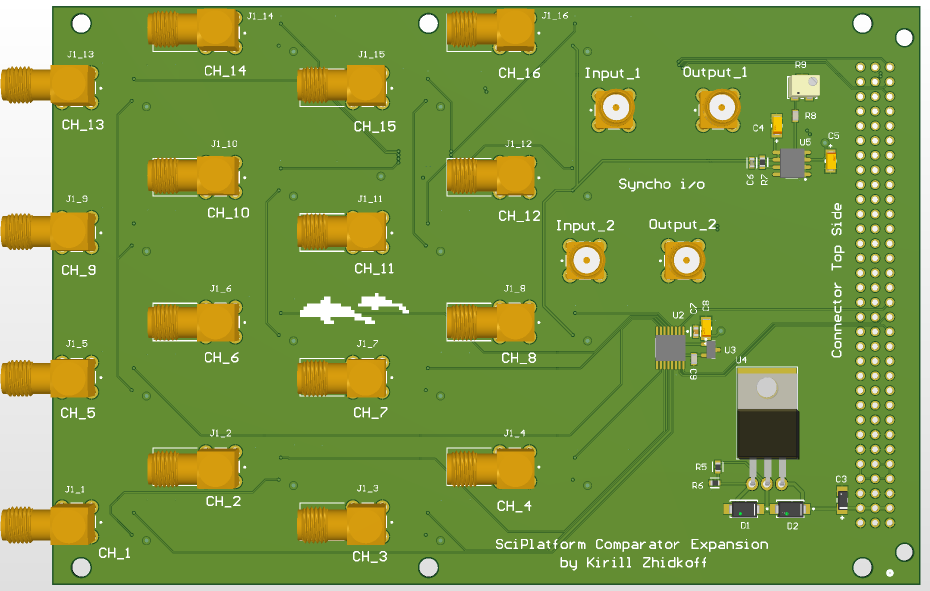 J1_14
J1_16
J1_13
J1_15
CH_14
CH_16
Input_1
Output_1
R9
CH_13
CH_15
R8
C4
U5
C5
J1_10
J1_12
C6
R7
Syncho i/o
J1_9
J1_11
CH_10
CH_12
Input_2
Output_2
CH_9
CH_11
Connector Top Side
J1_6
J1_8
C7
C8
U2
J1_5
J1_7
CH_6
CH_8
U3
U4
CH_5
CH_7
J1_2
J1_4
R5
R6
C3
J1_1
J1_3
CH_2
CH_4
D1
D2
CH_1
CH_3
SciPlatform Comparator Expansion
by Kirill Zhidkoff